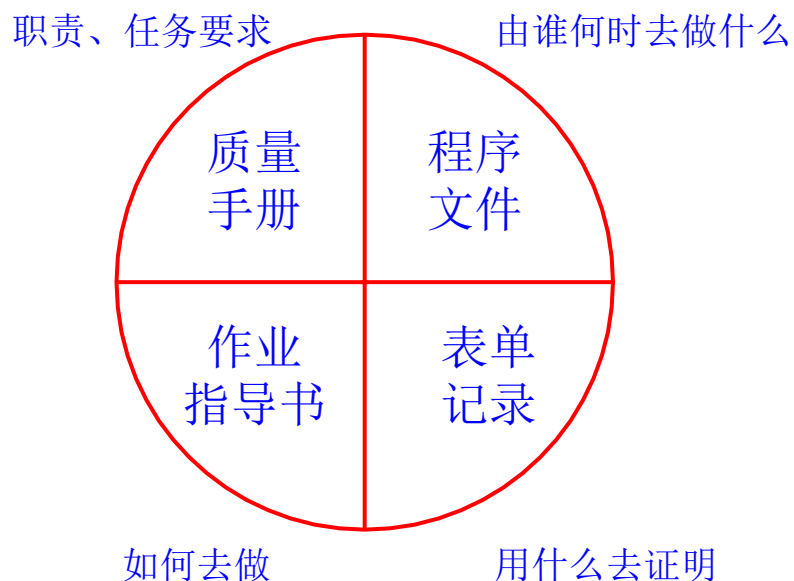 职责、任务要求
由谁何时去做什么
质量
手册
程序
文件
作业
指导书
表单
记录
如何去做
用什么去证明